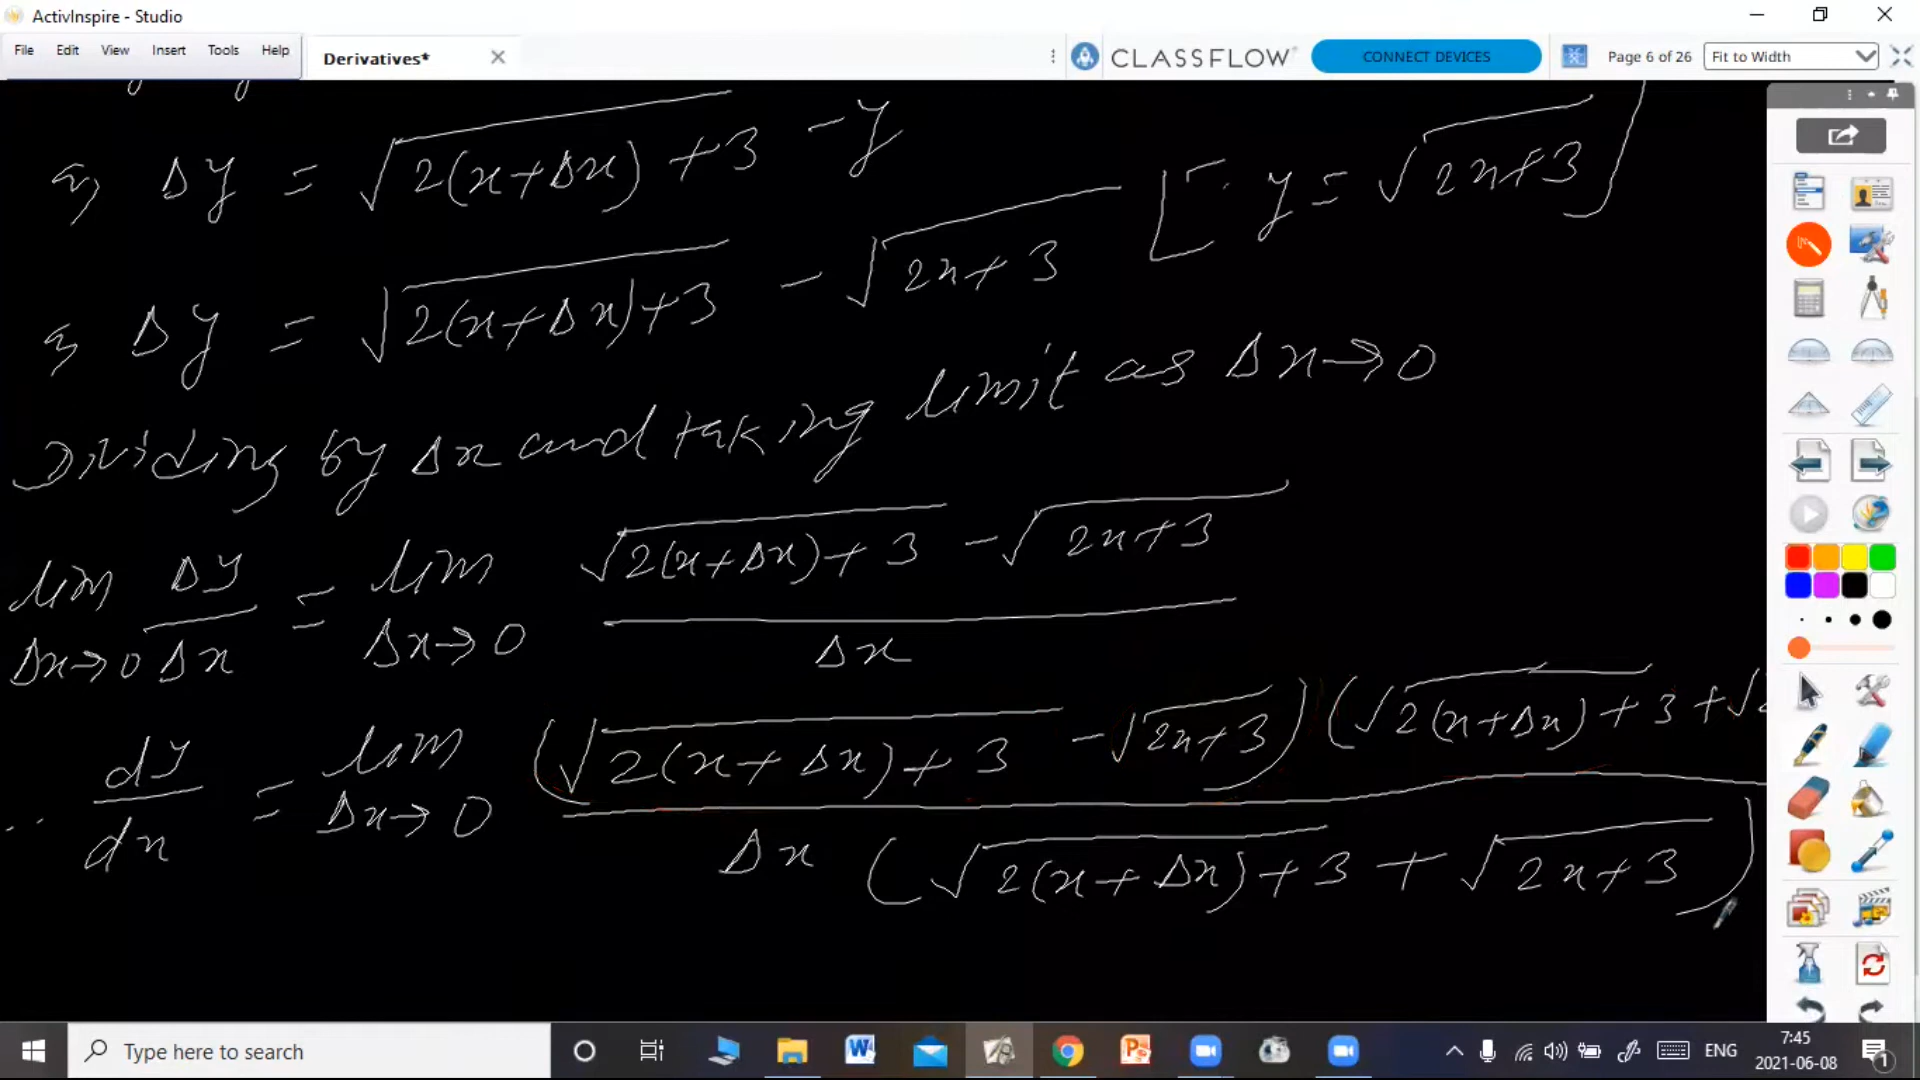 ActivInspire - Studio
File Edit View Insert Tools Help
Derivatives*
CLASSFLOW
CONNECT DEVICES
Page 6 of 26
Fit to Width
Δy = √(2(x+Δx)+3) - y [∵ y = √(2x+3)]
Δy = √(2(x+Δx)+3) - √(2x+3)
Dividing by Δx and taking limit as Δx→0
lim Δx→0 Δy/Δx = lim Δx→0 (√(2(x+Δx)+3) - √(2x+3))/Δx
∴ dy/dx = lim Δx→0 (√(2(x+Δx)+3) - √(2x+3))(√(2(x+Δx)+3) + √2
Δx (√(2(x+Δx)+3) + √(2x+3))
Type here to search
ENG
7:45
2021-06-08
1